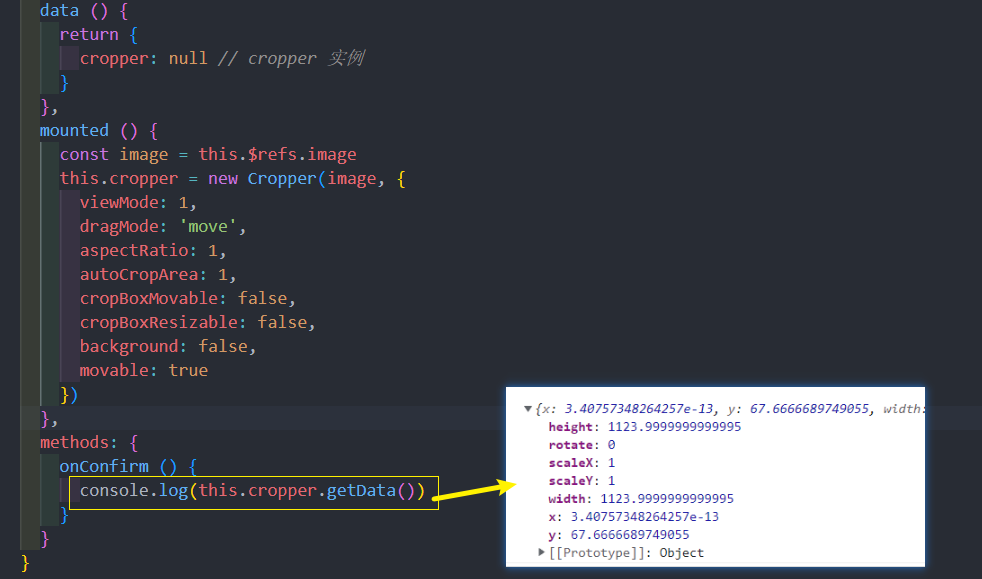 data () {
return {
cropper: null // cropper 实例
}
},
mounted () {
const image = this.$refs.image
this.cropper = new Cropper(image, {
viewMode: 1,
dragMode: 'move',
aspectRatio: 1,
autoCropArea: 1,
cropBoxMovable: false,
cropBoxResizable: false,
background: false,
movable: true
})
},
methods: {
onConfirm () {
console.log(this.cropper.getData())
}
}
}
▼{x: 3.40757348264257e-13, y: 67.6666689749055, width:
height: 1123.9999999999995
rotate: 0
scaleX: 1
scaleY: 1
width: 1123.9999999999995
x: 3.40757348264257e-13
y: 67.6666689749055
▶[[Prototype]]: Object